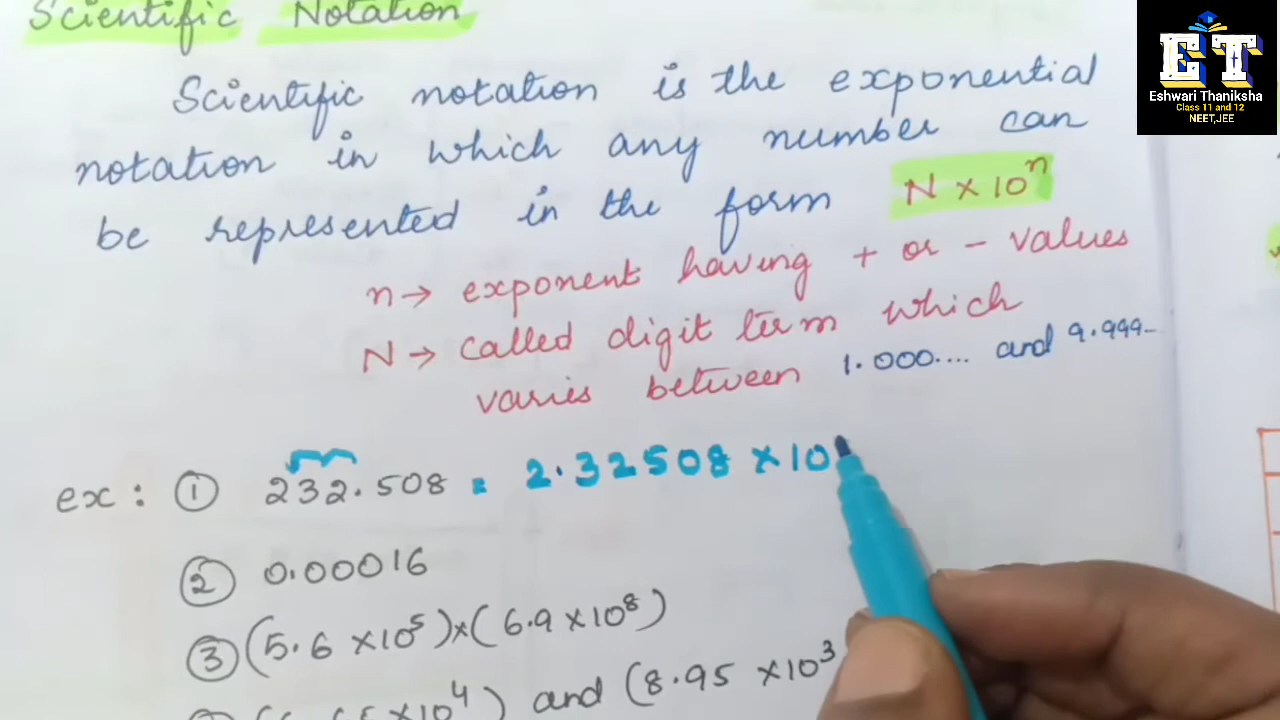 Scientific Notation
Scientific notation is the exponential
notation in which any number can
be represented in the form N × 10ⁿ
n → exponent having + or - values
N → called digit term which
varies between 1.000.... and 9.999...
ex: ① 232.508 = 2.32508 × 10
② 0.00016
③ (5.6 × 10⁵) × (6.9 × 10⁸)
× 10⁴) and (8.95 × 10³
ET
Eshwari Thaniksha
Class 11 and 12
NEET,JEE